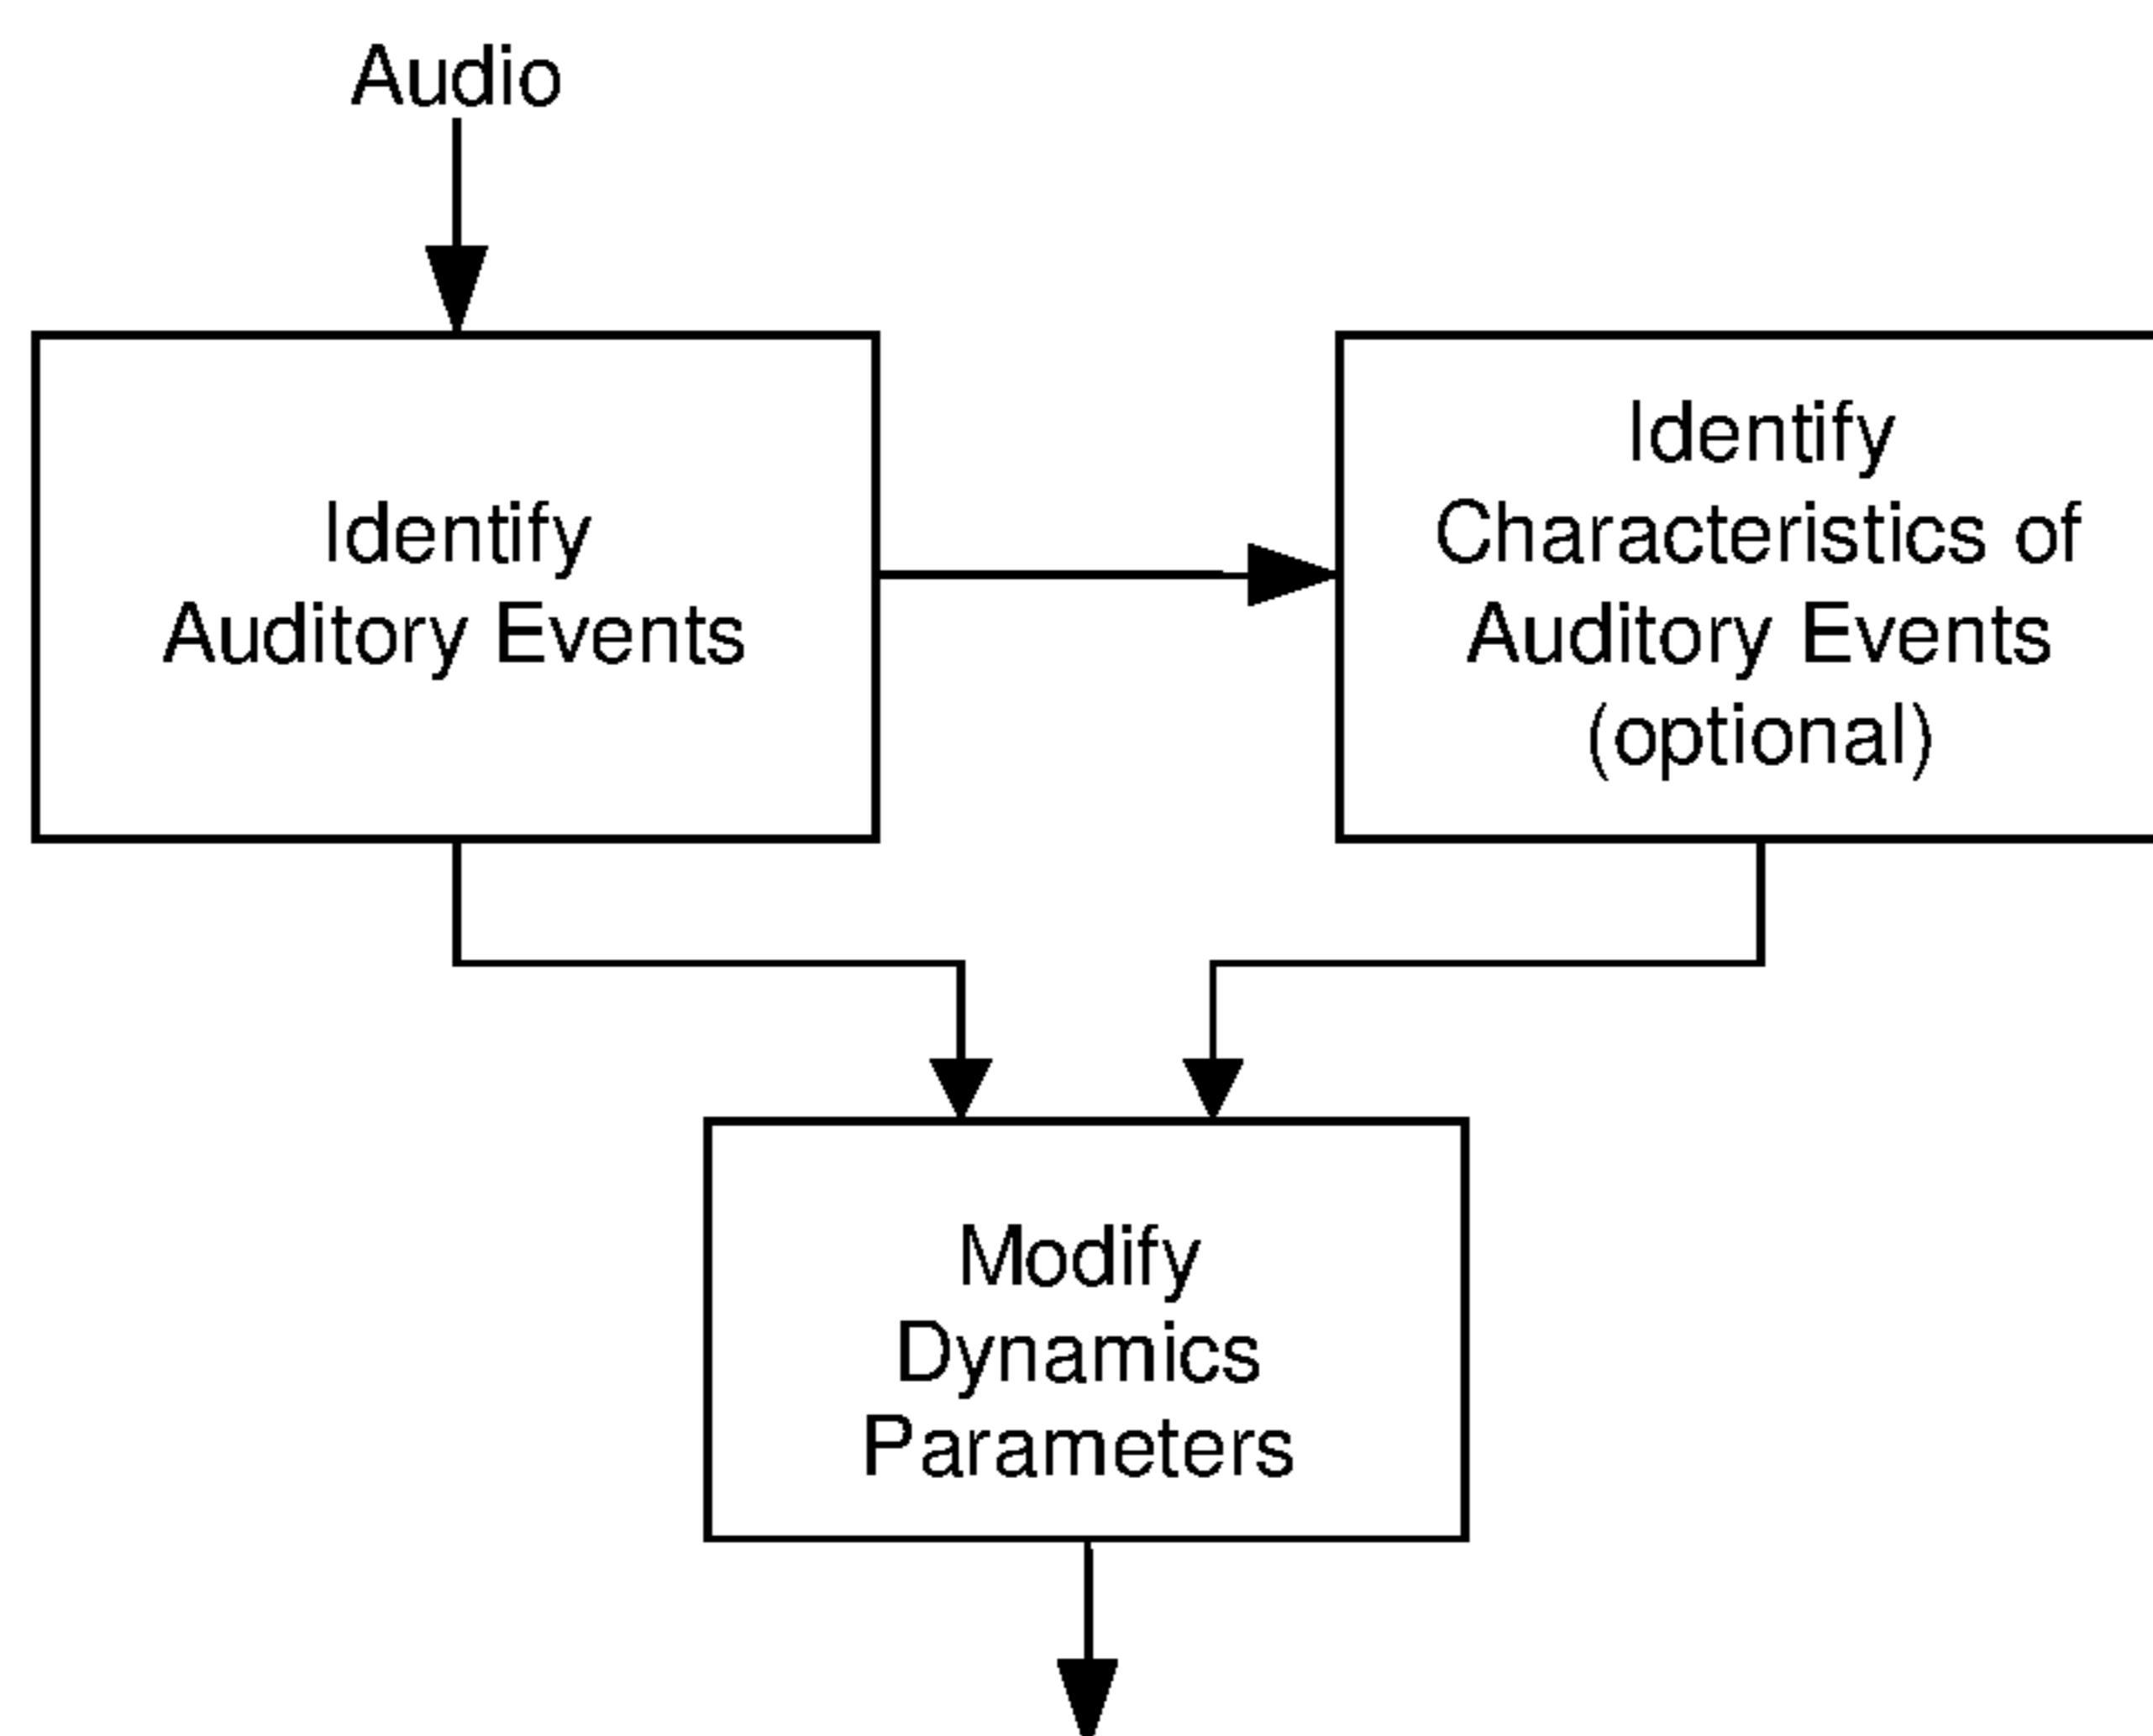 Audio
Identify
Auditory Events
Identify
Characteristics of
Auditory Events
(optional)
Modify
Dynamics
Parameters